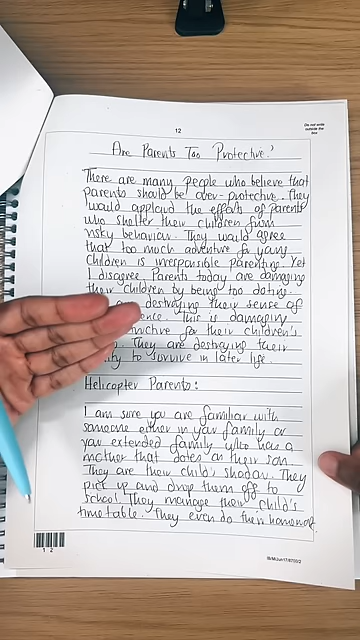 Do not write
outside the
box
12
Are Parents Too Protective?
There are many people who believe that
parents should be over-protective. They
would applaud the efforts of parents
who shelter their children from
risky behavior. They would agree
that too much adventure for young
children is irresponsible parenting. Yet
I disagree. Parents today are damaging
their children by being too doting.
are destroying their sense of
This is damaging
for their children's
They are destroying their
to survive in later life.
Helicopter Parents:
I am sure you are familiar with
someone either in your family or
your extended family who has a
mother that dotes on their son
They are their child's shadow. They
pick up and drop them off to
school. They manage their child's
timetable. They even do their homework
12
IB/M/Jun17/8700/2